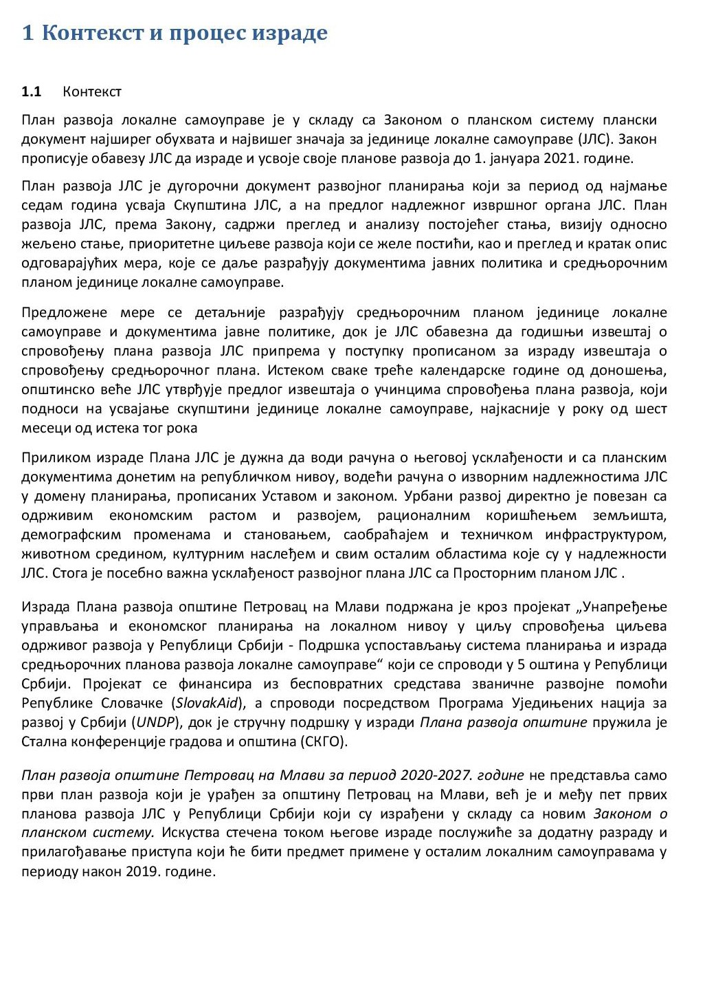 1 Контекст и процес израде
1.1 Контекст
План развоја локалне самоуправе је у складу са Законом о планском систему плански
документ најширег обухвата и највишег значаја за јединице локалне самоуправе (ЈЛС). Закон
прописује обавезу ЈЛС да израде и усвоје своје планове развоја до 1. јануара 2021. године.
План развоја ЈЛС је дугорочни документ развојног планирања који за период од најмање
седам година усваја Скупштина ЈЛС, а на предлог надлежног извршног органа ЈЛС. План
развоја ЈЛС, према Закону, садржи преглед и анализу постојећег стања, визију односно
жељено стање, приоритетне циљеве развоја који се желе постићи, као и преглед и кратак опис
одговарајућих мера, које се даље разрађују документима јавних политика и средњорочним
планом јединице локалне самоуправе.
Предложене мере се детаљније разрађују средњорочним планом јединице локалне
самоуправе и документима јавне политике, док је ЈЛС обавезна да годишњи извештај о
спровођењу плана развоја ЈЛС припрема у поступку прописаном за израду извештаја о
спровођењу средњорочног плана. Истеком сваке треће календарске године од доношења,
општинско веће ЈЛС утврђује предлог извештаја о учинцима спровођења плана развоја, који
подноси на усвајање скупштини јединице локалне самоуправе, најкасније у року од шест
месеци од истека тог рока
Приликом израде Плана ЈЛС је дужна да води рачуна о његовој усклађености и са планским
документима донетим на републичком нивоу, водећи рачуна о изворним надлежностима ЈЛС
у домену планирања, прописаних Уставом и законом. Урбани развој директно је повезан са
одрживим економским растом и развојем, рационалним коришћењем земљишта,
демографским променама и становањем, саобраћајем и техничком инфраструктуром,
животном средином, културним наслеђем и свим осталим областима које су у надлежности
ЈЛС. Стога је посебно важна усклађеност развојног плана ЈЛС са Просторним планом ЈЛС .
Израда Плана развоја општине Петровац на Млави подржана је кроз пројекат „Унапређење
управљања и економског планирања на локалном нивоу у циљу спровођења циљева
одрживог развоја у Републици Србији - Подршка успостављању система планирања и израда
средњорочних планова развоја локалне самоуправе“ који се спроводи у 5 оштина у Републици
Србији. Пројекат се финансира из бесповратних средстава званичне развојне помоћи
Републике Словачке (SlovakAid), а спроводи посредством Програма Уједињених нација за
развој у Србији (UNDP), док је стручну подршку у изради Плана развоја општине пружила је
Стална конференције градова и општина (СКГО).
План развоја општине Петровац на Млави за период 2020-2027. године не представља само
први план развоја који је урађен за општину Петровац на Млави, већ је и међу пет првих
планова развоја ЈЛС у Републици Србији који су израђени у складу са новим Законом о
планском систему. Искуства стечена током његове израде послужиће за додатну разраду и
прилагођавање приступа који ће бити предмет примене у осталим локалним самоуправама у
периоду након 2019. године.